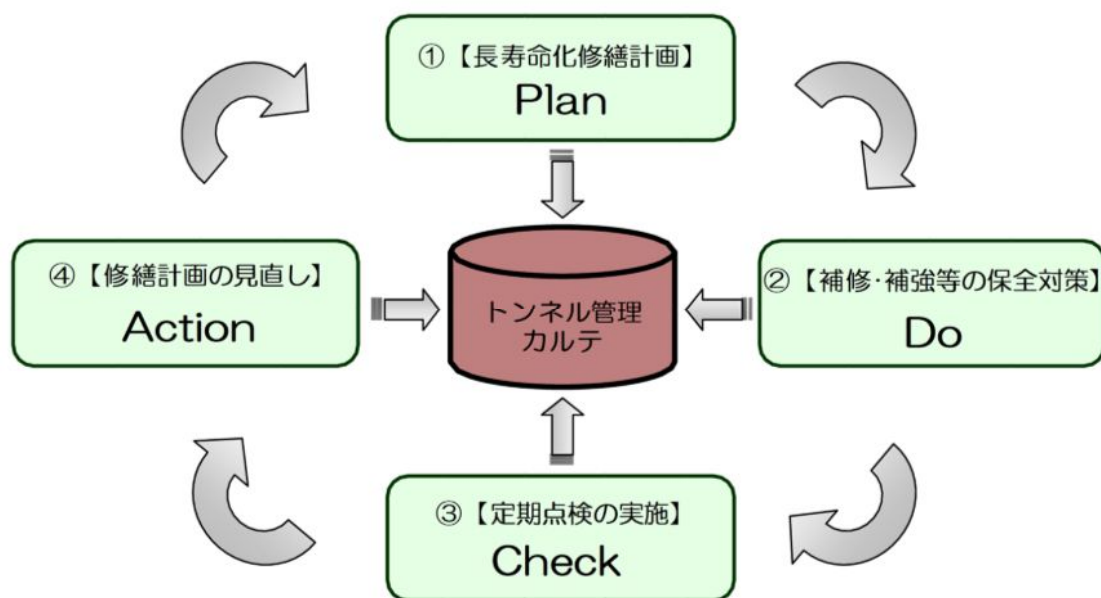 ①【長寿命化修繕計画】
Plan
④【修繕計画の見直し】
Action
トンネル管理
カルテ
②【補修・補強等の保全対策】
Do
③【定期点検の実施】
Check